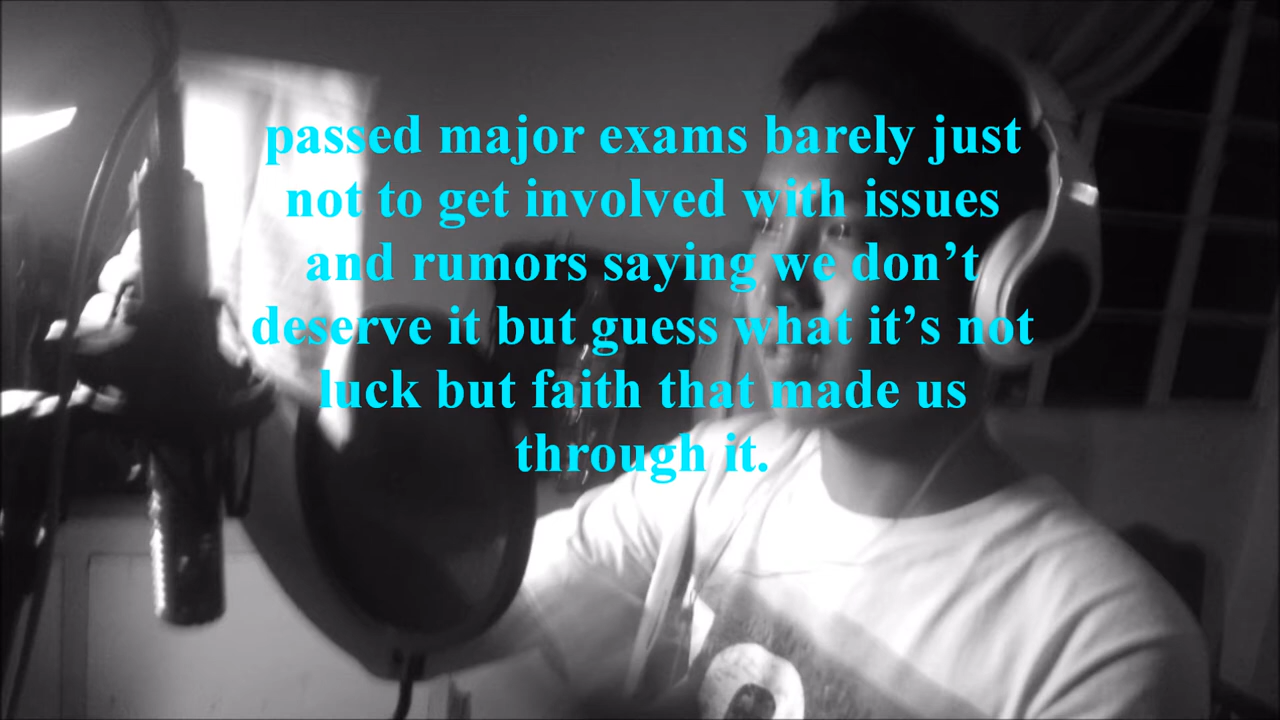 passed major exams barely just
not to get involved with issues
and rumors saying we don’t
deserve it but guess what it’s not
luck but faith that made us
through it.